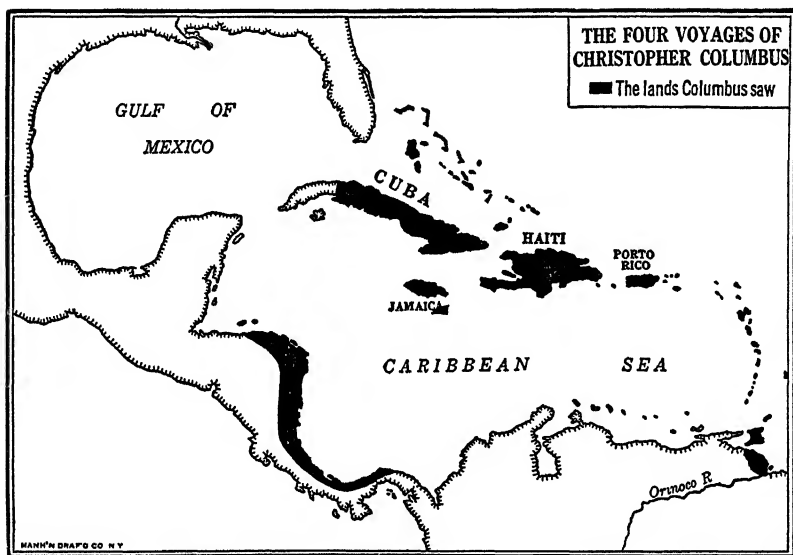 THE FOUR VOYAGES OF
CHRISTOPHER COLUMBUS
The lands Columbus saw
GULF OF
MEXICO
CUBA
HAITI
PORTO
RICO
JAMAICA
CARIBBEAN SEA
Orinoco R
MANH'N DRAF'G CO N Y